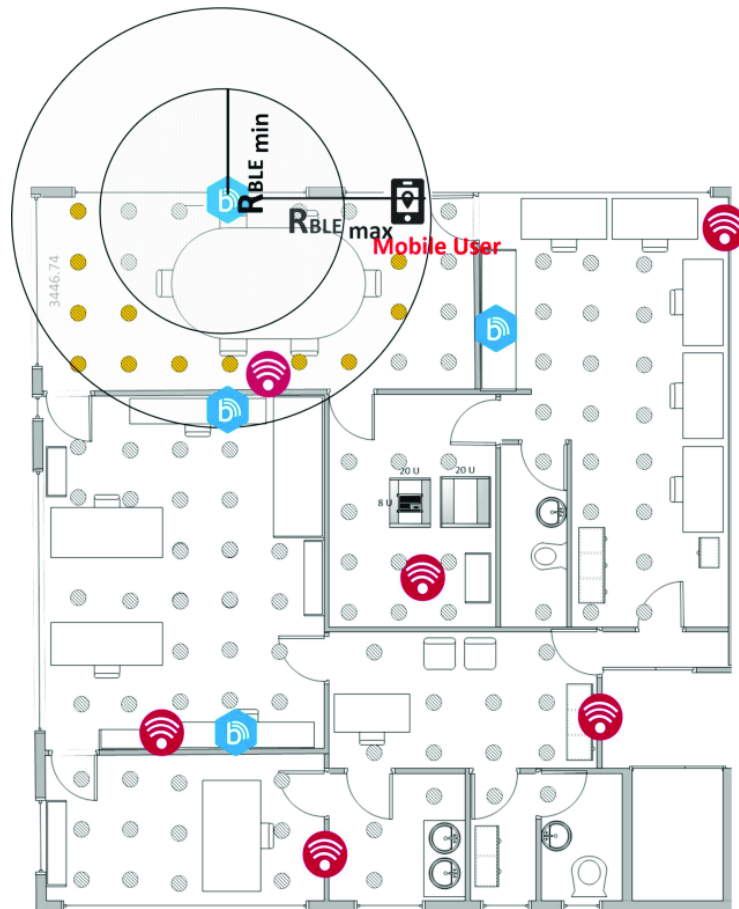 RBLE min
RBLE max
Mobile User
3446.74
20 U
20 U
8 U